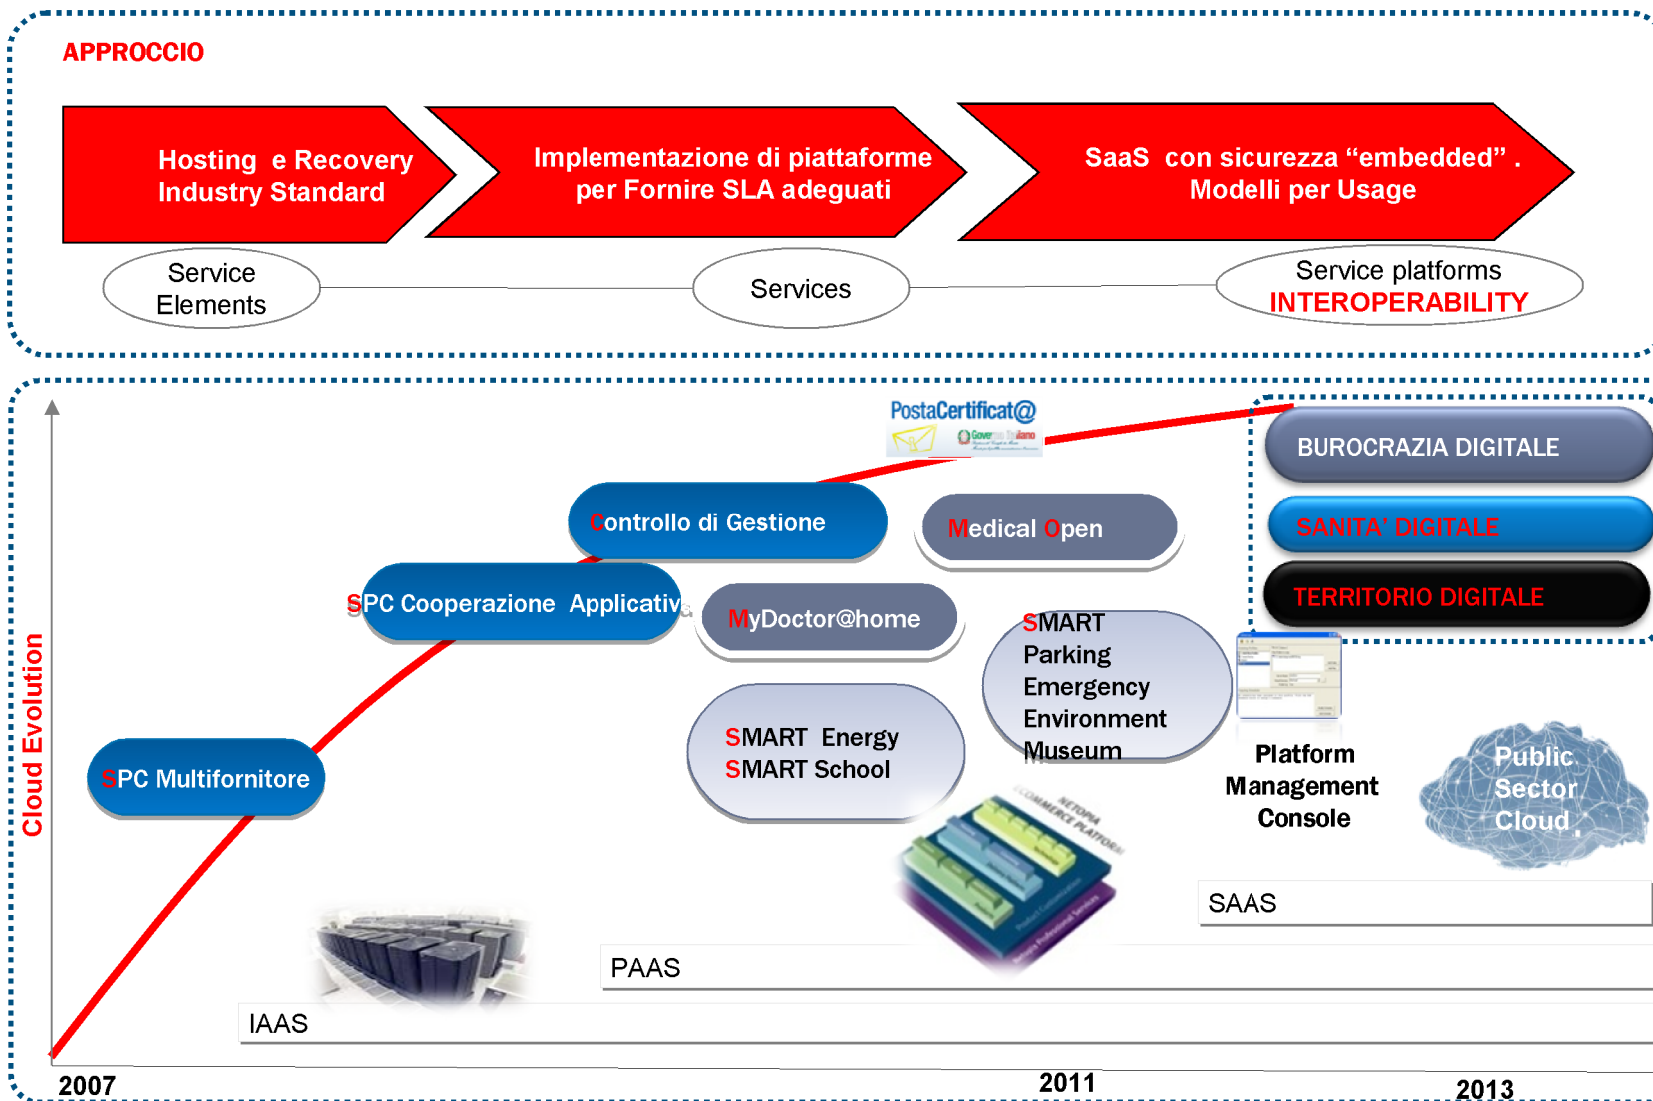 APPROCCIO
Hosting e Recovery
Industry Standard
Implementazione di piattaforme
per Fornire SLA adeguati
SaaS con sicurezza “embedded” .
Modelli per Usage
Service
Elements
Services
Service platforms
INTEROPERABILITY
Cloud Evolution
PostaCertificat@
BUROCRAZIA DIGITALE
SANITA' DIGITALE
TERRITORIO DIGITALE
Controllo di Gestione
Medical Open
SPC Cooperazione Applicativa
MyDoctor@home
SMART
Parking
Emergency
Environment
Museum
SMART Energy
SMART School
SPC Multifornitore
Platform
Management
Console
Public
Sector
Cloud
NETOPIA
COMMERCE PLATFORM
SAAS
PAAS
IAAS
2007
2011
2013